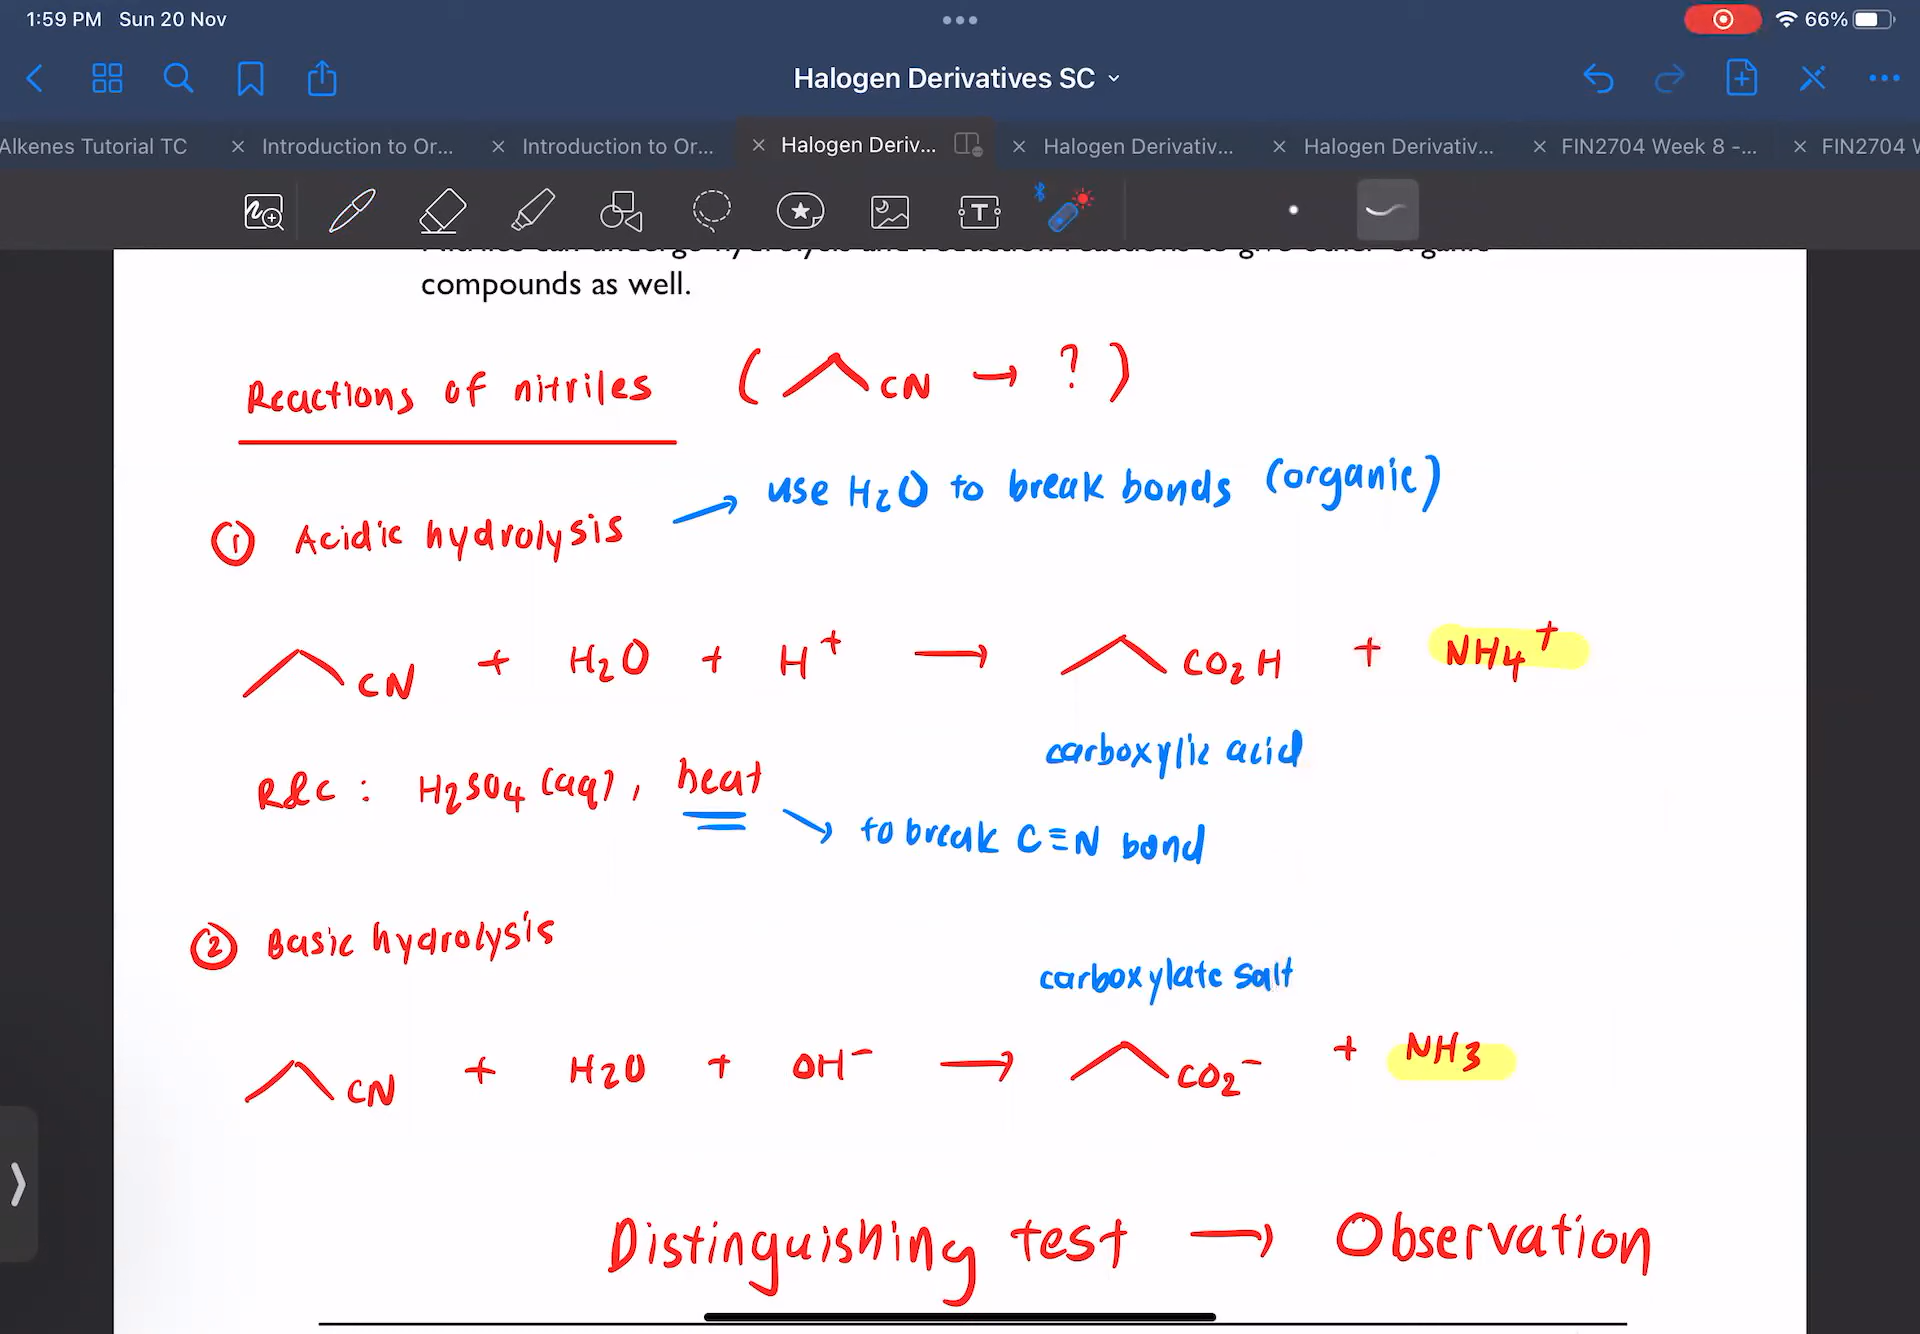 1:59 PM Sun 20 Nov
66%
Halogen Derivatives SC
Alkenes Tutorial TC
Introduction to Or...
Introduction to Or...
Halogen Deriv...
Halogen Derivativ...
Halogen Derivativ...
FIN2704 Week 8 -...
FIN2704 W
compounds as well.
Reactions of nitriles ( CN → ? )
use H2O to break bonds (organic)
① Acidic hydrolysis
CN + H2O + H+ → CO2H + NH4+
carboxylic acid
R&C : H2SO4 (aq), heat
to break C≡N bond
② Basic hydrolysis
carboxylate salt
CN + H2O + OH− → CO2− + NH3
Distinguishing test → Observation